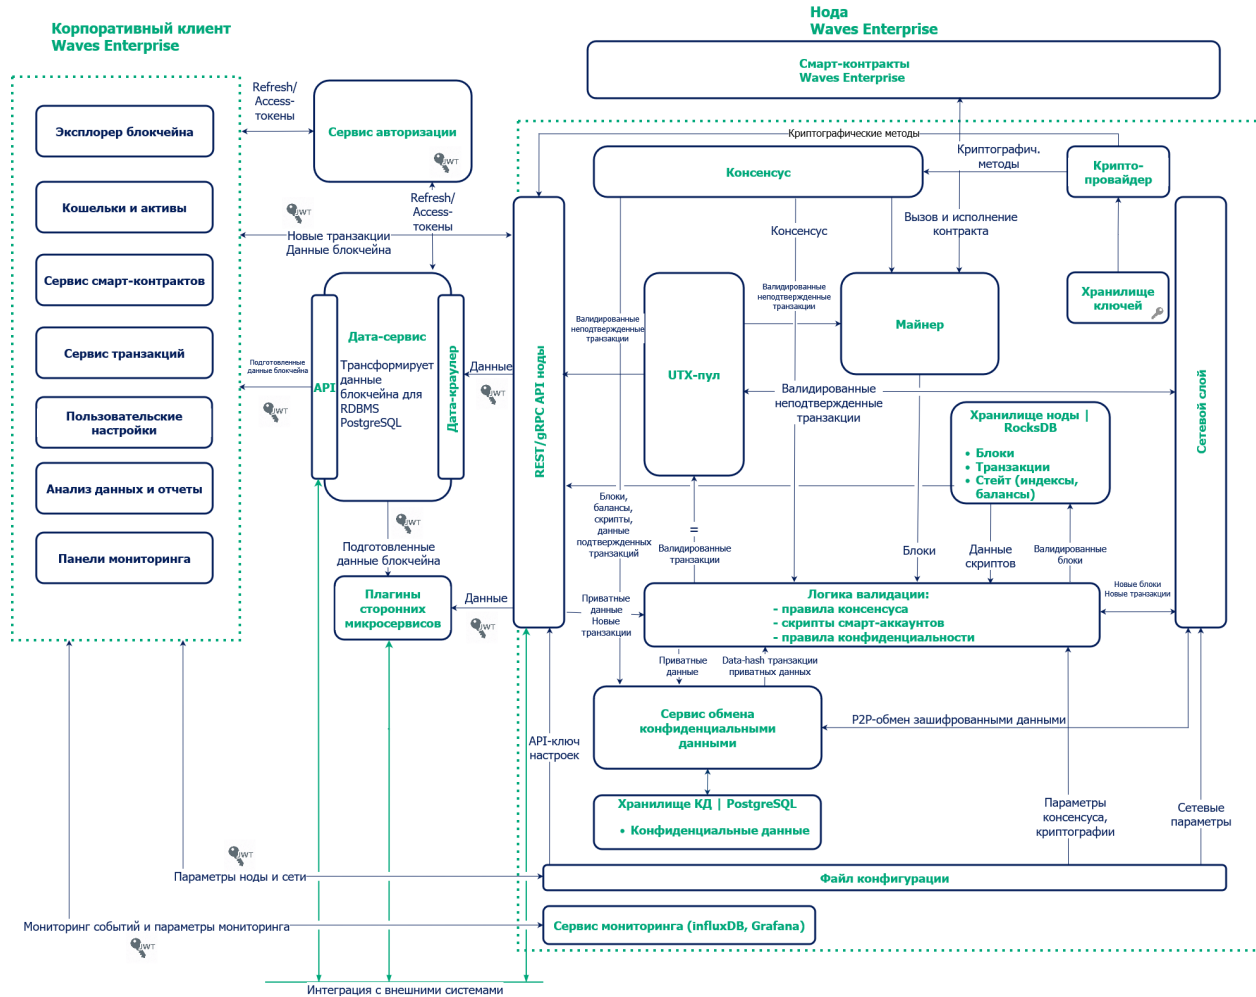 Корпоративный клиент
Waves Enterprise
Нода
Waves Enterprise
Смарт-контракты
Waves Enterprise
Эксплорер блокчейна
Кошельки и активы
Сервис смарт-контрактов
Сервис транзакций
Пользовательские
настройки
Анализ данных и отчеты
Панели мониторинга
Refresh/
Access-
токены
Сервис авторизации
JWT
Refresh/
Access-
токены
JWT
Новые транзакции
Данные блокчейна
Подготовленные
данные блокчейна
JWT
API
Дата-сервис
Трансформирует
данные
блокчейна для
RDBMS
PostgreSQL
Дата-краулер
Данные
JWT
JWT
Подготовленные
данные блокчейна
Плагины
сторонних
микросервисов
Данные
JWT
REST/gRPC API ноды
Криптографические методы
Консенсус
Криптографич.
методы
Крипто-
провайдер
Консенсус
Вызов и исполнение
контракта
Хранилище
ключей
Валидированные
неподтвержденные
транзакции
UTX-пул
Валидированные
неподтвержденные
транзакции
Майнер
Валидированные
неподтвержденные
транзакции
Хранилище ноды |
RocksDB
• Блоки
• Транзакции
• Стейт (индексы,
балансы)
Сетевой слой
Блоки,
балансы,
скрипты,
данные
подтвержденных
транзакций
=
Валидированные
транзакции
Блоки
Данные
скриптов
Валидированные
блоки
Новые блоки
Новые транзакции
Приватные
данные
Новые
транзакции
Логика валидации:
- правила консенсуса
- скрипты смарт-аккаунтов
- правила конфиденциальности
Приватные
данные
Data-hash транзакции
приватных данных
Сервис обмена
конфиденциальными
данными
P2P-обмен зашифрованными данными
API-ключ
настроек
Хранилище КД | PostgreSQL
• Конфиденциальные данные
Параметры
консенсуса,
криптографии
Сетевые
параметры
JWT
Параметры ноды и сети
Файл конфигурации
Мониторинг событий и параметры мониторинга
JWT
Сервис мониторинга (influxDB, Grafana)
Интеграция с внешними системами